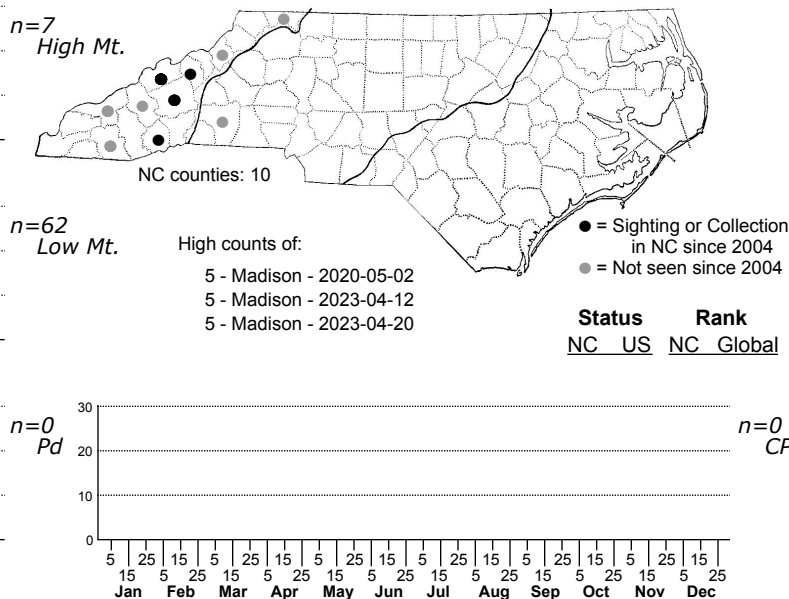 n=7
High Mt.
NC counties: 10
n=62
Low Mt.
High counts of:
5 - Madison - 2020-05-02
5 - Madison - 2023-04-12
5 - Madison - 2023-04-20
● = Sighting or Collection
in NC since 2004
● = Not seen since 2004
Status Rank
NC US NC Global
n=0
Pd
30
20
10
0
n=0
CP
5 25 15 5 25 15 5 25 15 5 25 15 5 25 15 5 25 15
15 5 25 15 5 25 15 5 25 15 5 25 15 5 25 15 5 25
Jan Feb Mar Apr May Jun Jul Aug Sep Oct Nov Dec